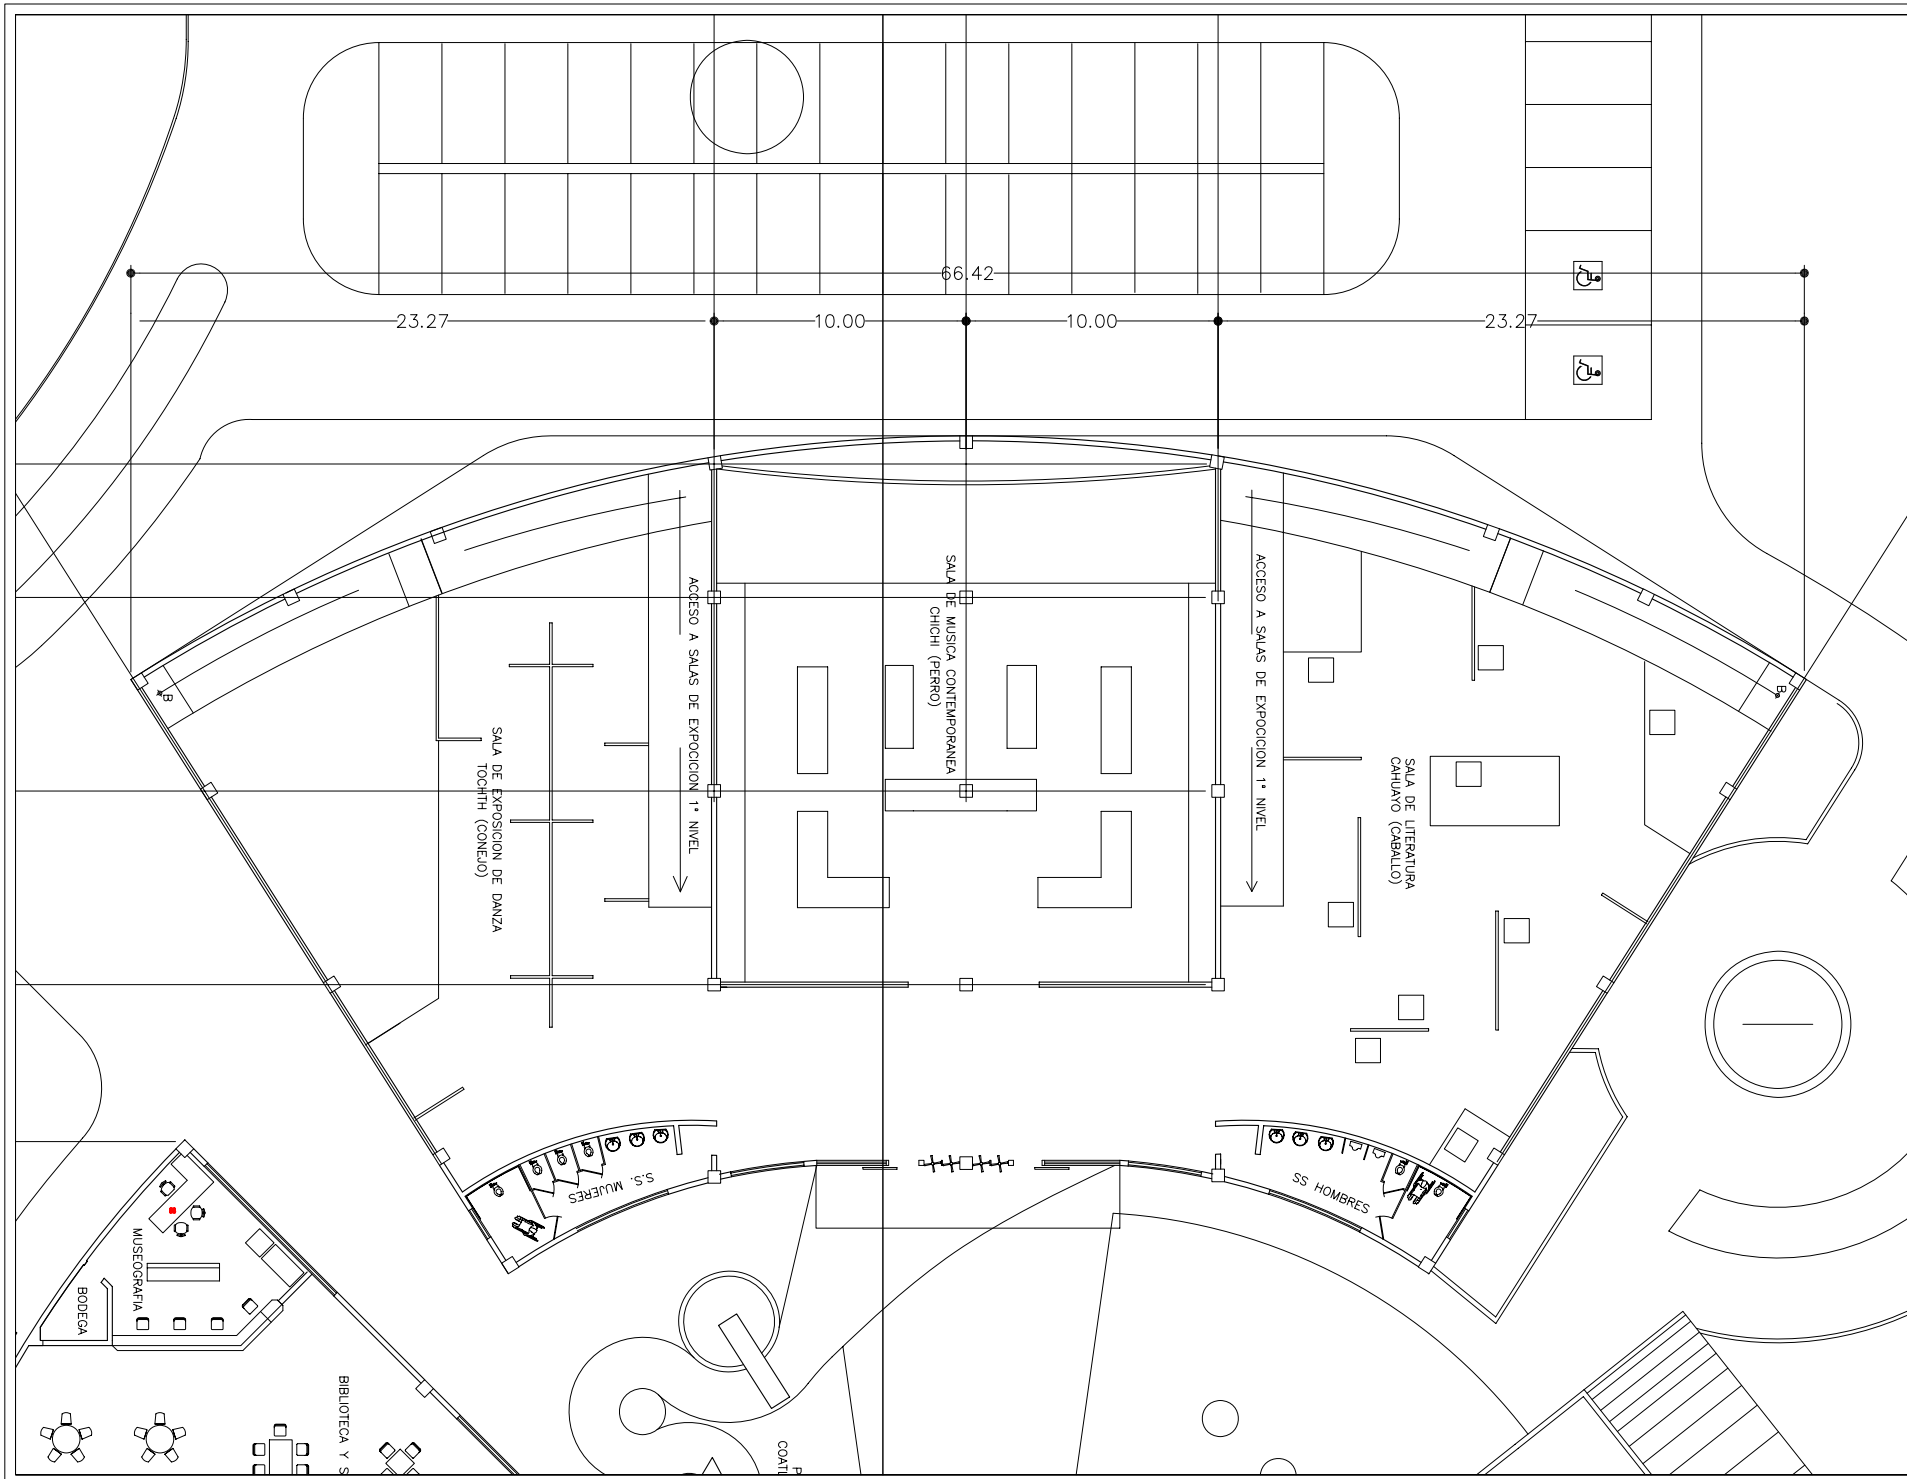 66.42
23.27
10.00
10.00
23.27
SALA DE MUSICA CONTEMPORANEA
CHICHI (PERRO)
ACCESO A SALAS DE EXPOCICION 1° NIVEL
ACCESO A SALAS DE EXPOCICION 1° NIVEL
B
B
SALA DE EXPOSICION DE DANZA
TOCHTH (CONEJO)
SALA DE LITERATURA
CAHUAYO (CABALLO)
S.S. MUJERES
SS HOMBRES
MUSEOGRAFIA
BODEGA
BIBLIOTECA Y S
P
COATL